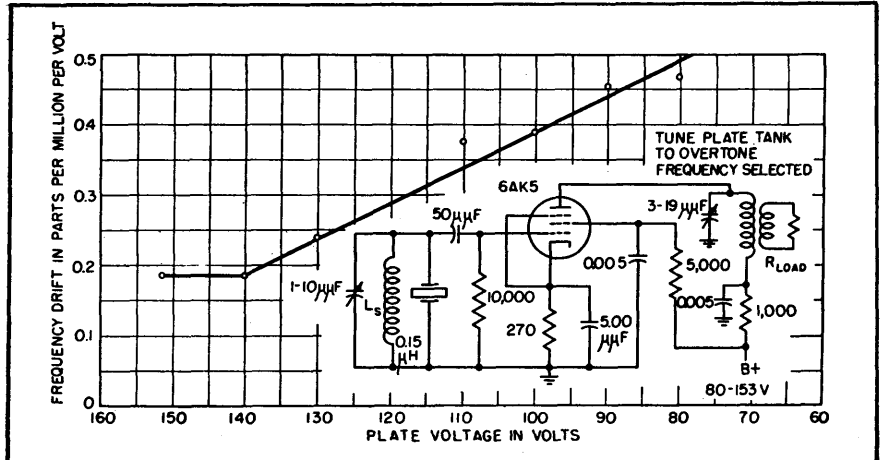 FREQUENCY DRIFT IN PARTS PER MILLION PER VOLT
0.5
0.4
0.3
0.2
0.1
0
160
150
140
130
120
110
100
90
80
70
60
PLATE VOLTAGE IN VOLTS
TUNE PLATE TANK
TO OVERTONE
FREQUENCY SELECTED
6AK5
3-19μμF
50μμF
1-10μμF
LS
0.15
μH
10,000
270
5.00
μμF
0.005
5,000
0.005
RLOAD
1,000
B+
80-153 V